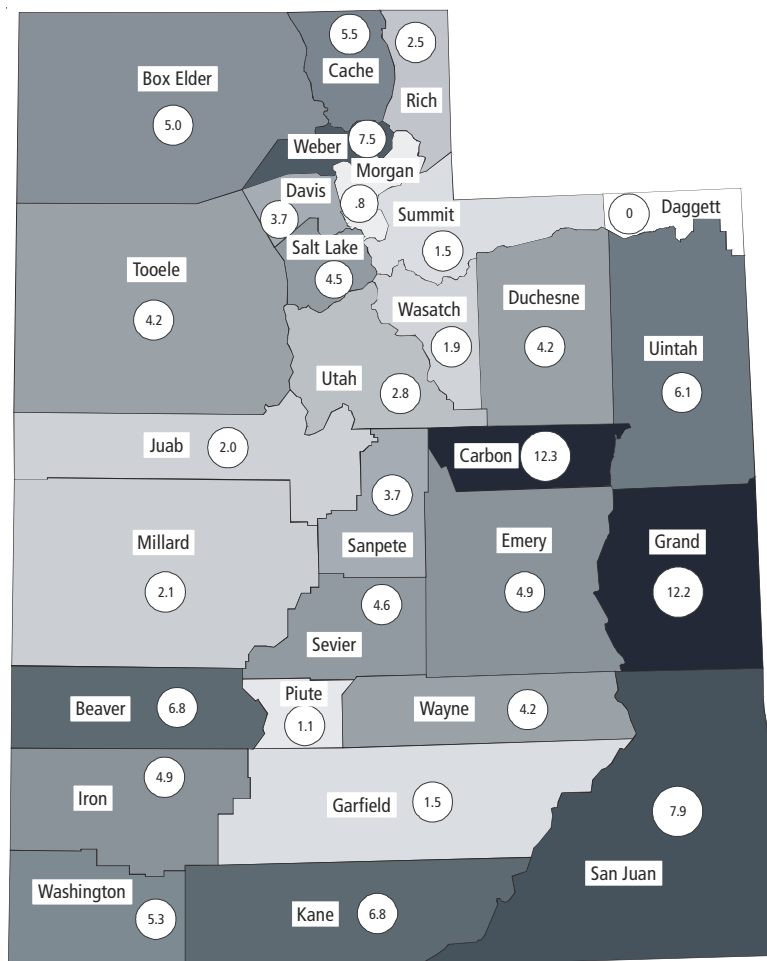 5.5
Cache
2.5
Rich
Box Elder
5.0
Weber
7.5
Morgan
.8
Davis
3.7
Summit
1.5
0
Daggett
Salt Lake
4.5
Tooele
4.2
Wasatch
1.9
Duchesne
4.2
Uintah
6.1
Utah
2.8
Juab
2.0
Carbon
12.3
3.7
Sanpete
Millard
2.1
Emery
4.9
Grand
12.2
4.6
Sevier
Beaver
6.8
Piute
1.1
Wayne
4.2
Iron
4.9
Garfield
1.5
7.9
San Juan
Washington
5.3
Kane
6.8